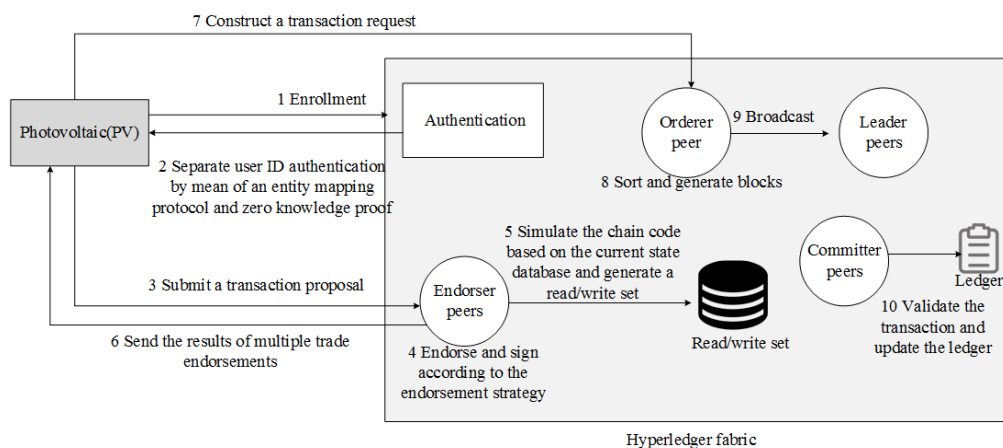 7 Construct a transaction request
1 Enrollment
Photovoltaic(PV)
Authentication
Orderer
peer
9 Broadcast
Leader
peers
2 Separate user ID authentication
by mean of an entity mapping
protocol and zero knowledge proof
8 Sort and generate blocks
5 Simulate the chain code
based on the current state
database and generate a
read/write set
Committer
peers
Ledger
3 Submit a transaction proposal
Endorser
peers
10 Validate the
transaction and
update the ledger
6 Send the results of multiple trade
endorsements
4 Endorse and sign
according to the
endorsement strategy
Read/write set
Hyperledger fabric